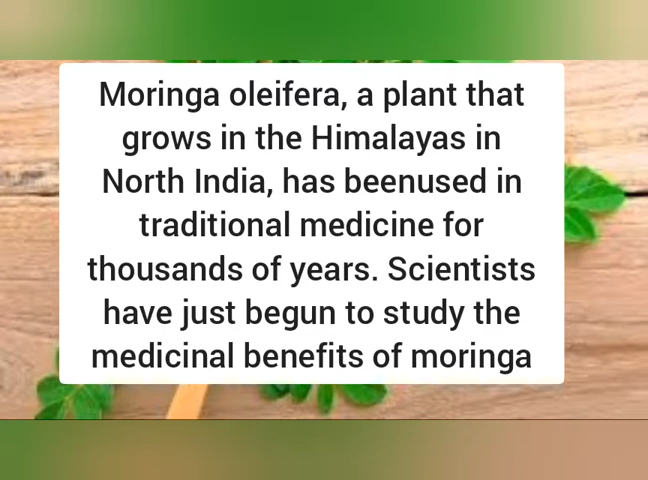 Moringa oleifera, a plant that
grows in the Himalayas in
North India, has beenused in
traditional medicine for
thousands of years. Scientists
have just begun to study the
medicinal benefits of moringa